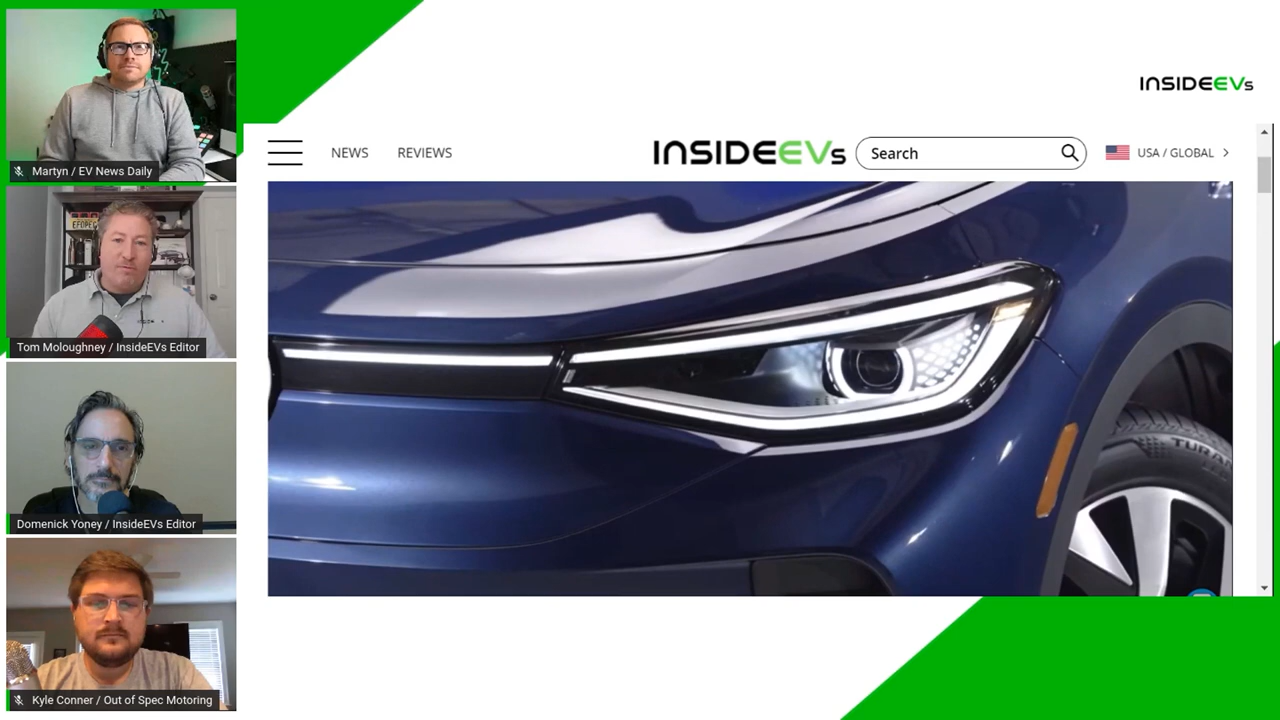 Martyn / EV News Daily
Tom Moloughney / InsideEVs Editor
Domenick Yoney / InsideEVs Editor
Kyle Conner / Out of Spec Motoring
INSIDEEVs
NEWS
REVIEWS
INSIDEEVs
Search
USA / GLOBAL